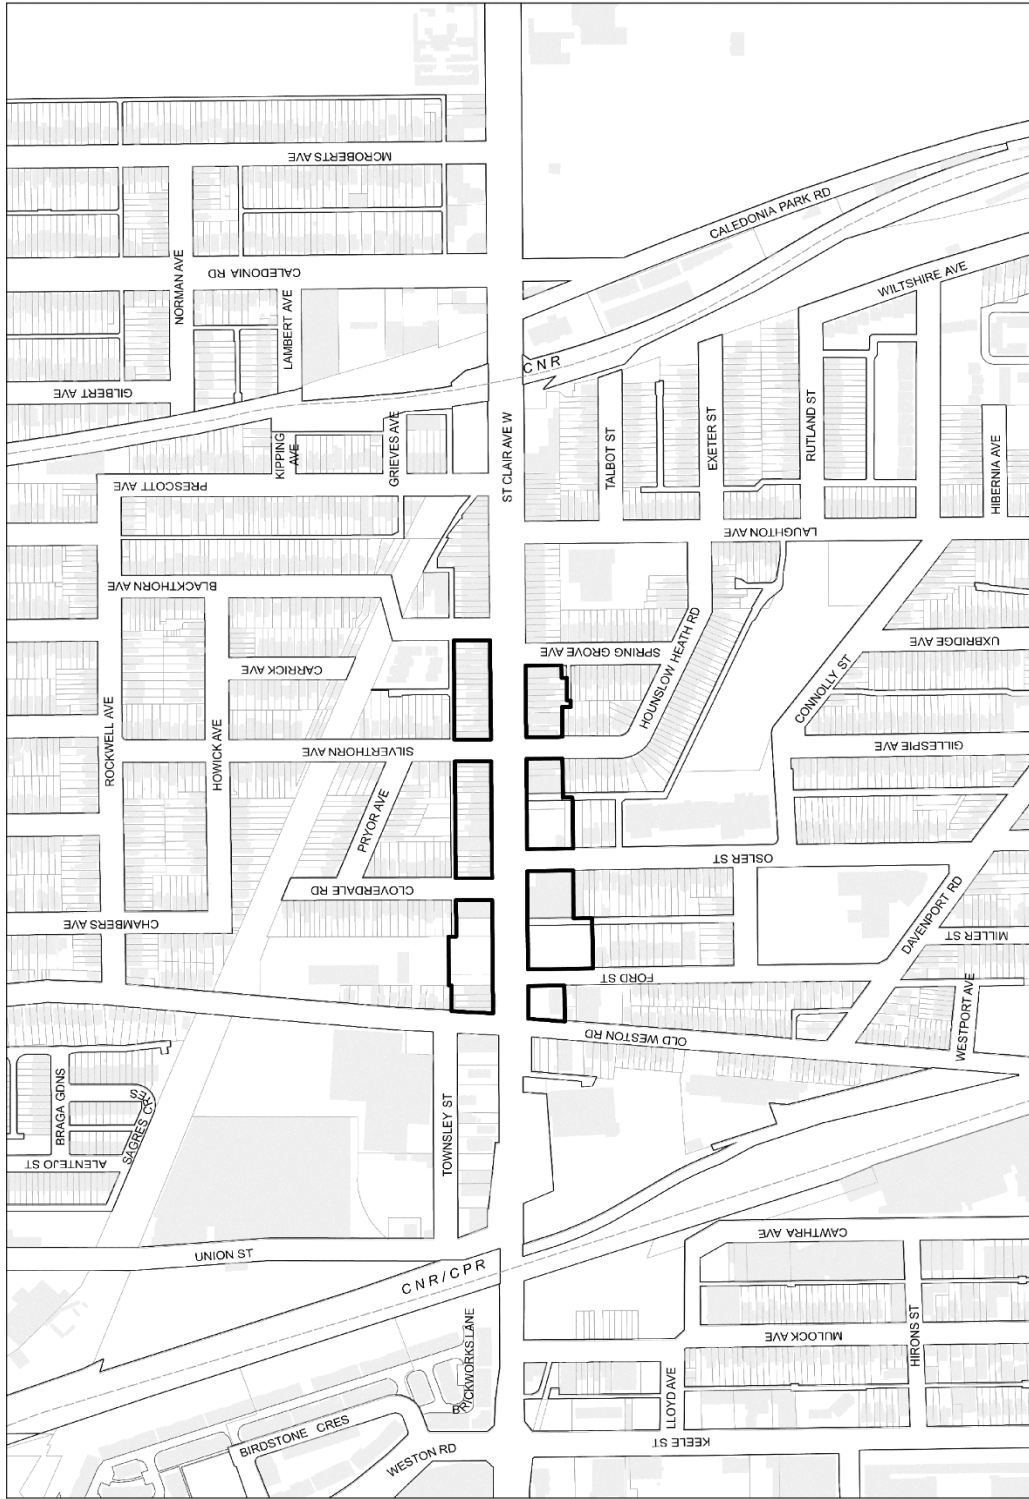 MCROBERTS AVE
CALEDONIA PARK RD
NORMAN AVE
CALEDONIA RD
LAMBERT AVE
WILTSHIRE AVE
GILBERT AVE
CNR
KIPPING
AVE
GRIEVES AVE
ST CLAIR AVE W
TALBOT ST
EXETER ST
RUTLAND ST
HIBERNIA AVE
PRESCOTT AVE
LAUGHTON AVE
BLACKTHORN AVE
UXBRIDGE AVE
SPRING GROVE AVE
HOUNSLOW HEATH RD
CARRICK AVE
CONNOLLY ST
ROCKWELL AVE
HOWICK AVE
SILVERTHORN AVE
GILLESPIE AVE
PRYOR AVE
OSLER ST
CLOVERDALE RD
DAVENPORT RD
CHAMBERS AVE
MILLER ST
FORD ST
WESTPORT AVE
OLD WESTON RD
BRAGA GDNS
SAGRES CRES
TOWNSLEY ST
ALENTEJO ST
CAWTHRA AVE
UNION ST
CNR/CPR
BRICKWORKS LANE
MULOCK AVE
HIRONS ST
LLOYD AVE
BIRDSTONE CRES
WESTON RD
KEELE ST